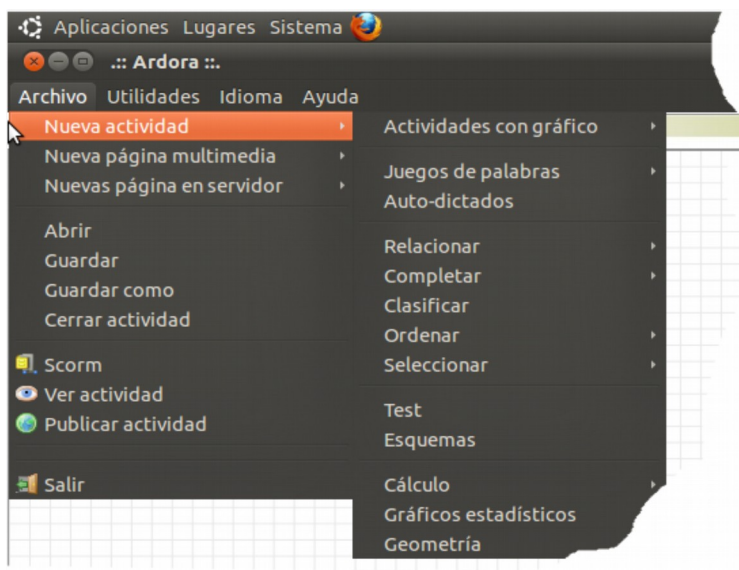 Aplicaciones Lugares Sistema
.:: Ardora ::.
Archivo Utilidades Idioma Ayuda
Nueva actividad
Nueva página multimedia
Nuevas página en servidor
Abrir
Guardar
Guardar como
Cerrar actividad
Scorm
Ver actividad
Publicar actividad
Salir
Actividades con gráfico
Juegos de palabras
Auto-dictados
Relacionar
Completar
Clasificar
Ordenar
Seleccionar
Test
Esquemas
Cálculo
Gráficos estadísticos
Geometría